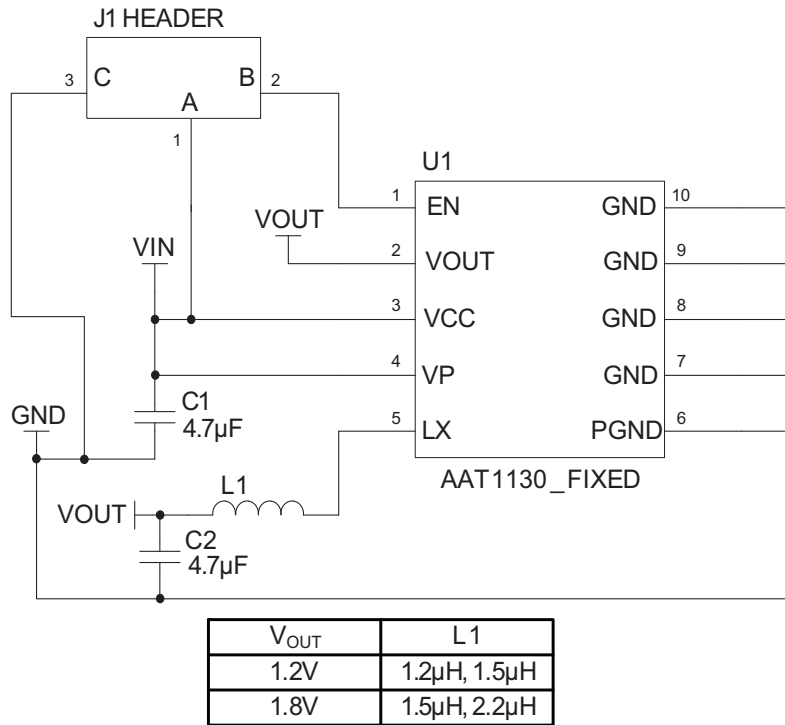 J1 HEADER
3 C B 2
A
1
U1
1 EN GND 10
VOUT
2 VOUT GND 9
VIN
3 VCC GND 8
4 VP GND 7
C1
4.7µF
GND
5 LX PGND 6
AAT1130_FIXED
L1
VOUT
C2
4.7µF
VOUT L1
1.2V 1.2µH, 1.5µH
1.8V 1.5µH, 2.2µH